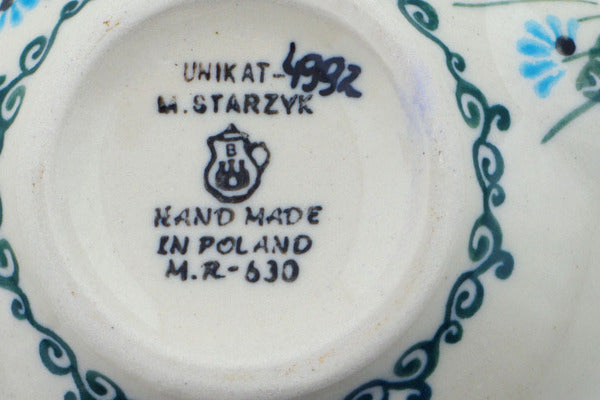 UNIKAT-4992
M.STARZYK
B
HAND MADE
IN POLAND
M.R-630